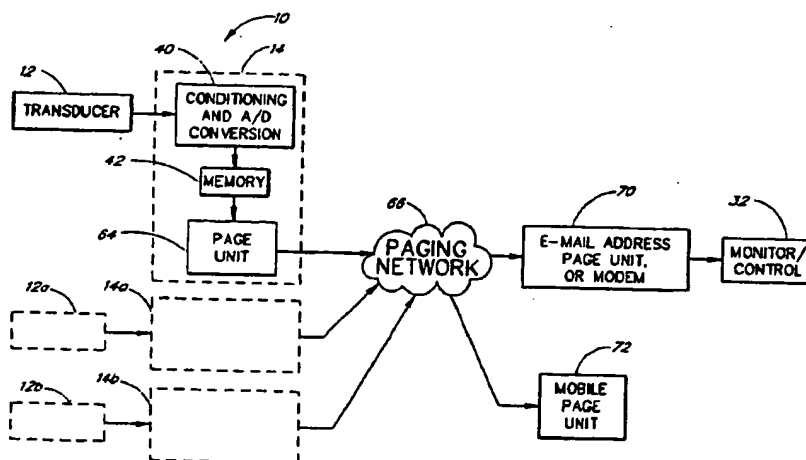 10
12
40
14
TRANSDUCER
CONDITIONING
AND A/D
CONVERSION
42
MEMORY
64
PAGE
UNIT
66
PAGING
NETWORK
70
E-MAIL ADDRESS
PAGE UNIT,
OR MODEM
32
MONITOR/
CONTROL
12a
14a
12b
14b
72
MOBILE
PAGE
UNIT